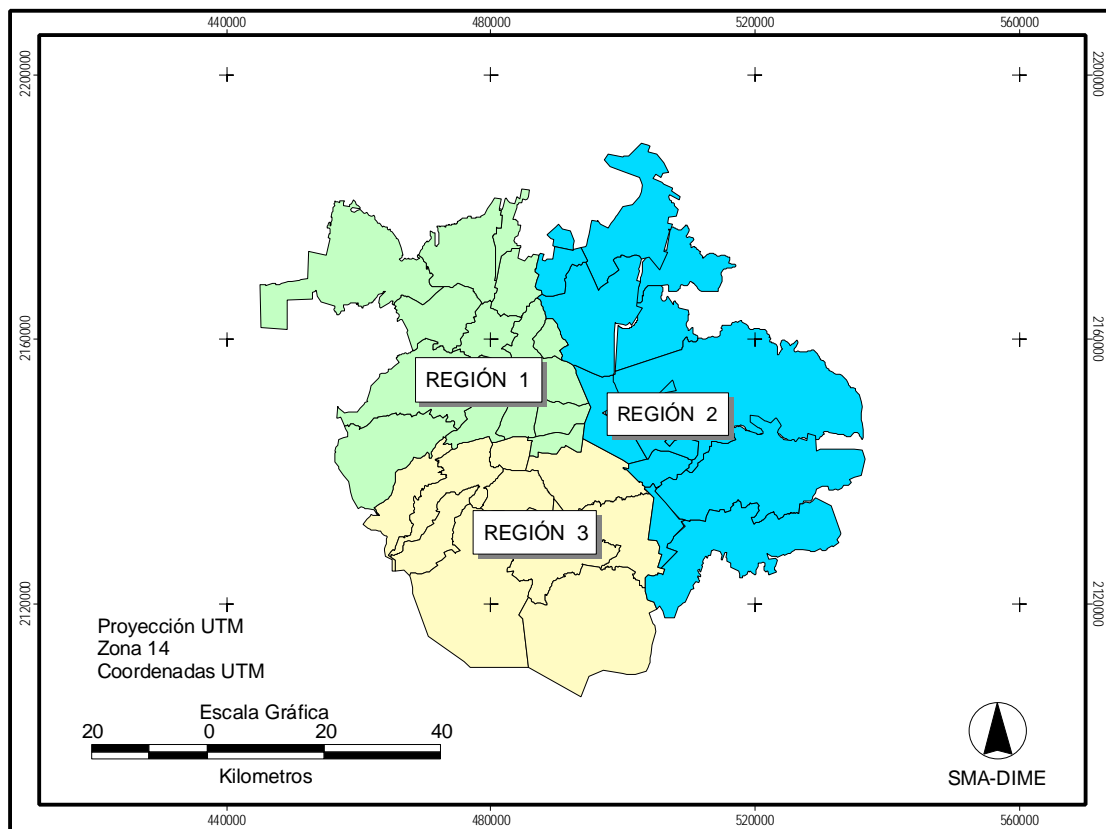 440000 480000 520000 560000
2200000 2200000
2160000 2160000
REGIÓN 1
REGIÓN 2
REGIÓN 3
2120000 2120000
Proyección UTM
Zona 14
Coordenadas UTM
Escala Gráfica
20 0 20 40
Kilometros
SMA-DIME
440000 480000 520000 560000